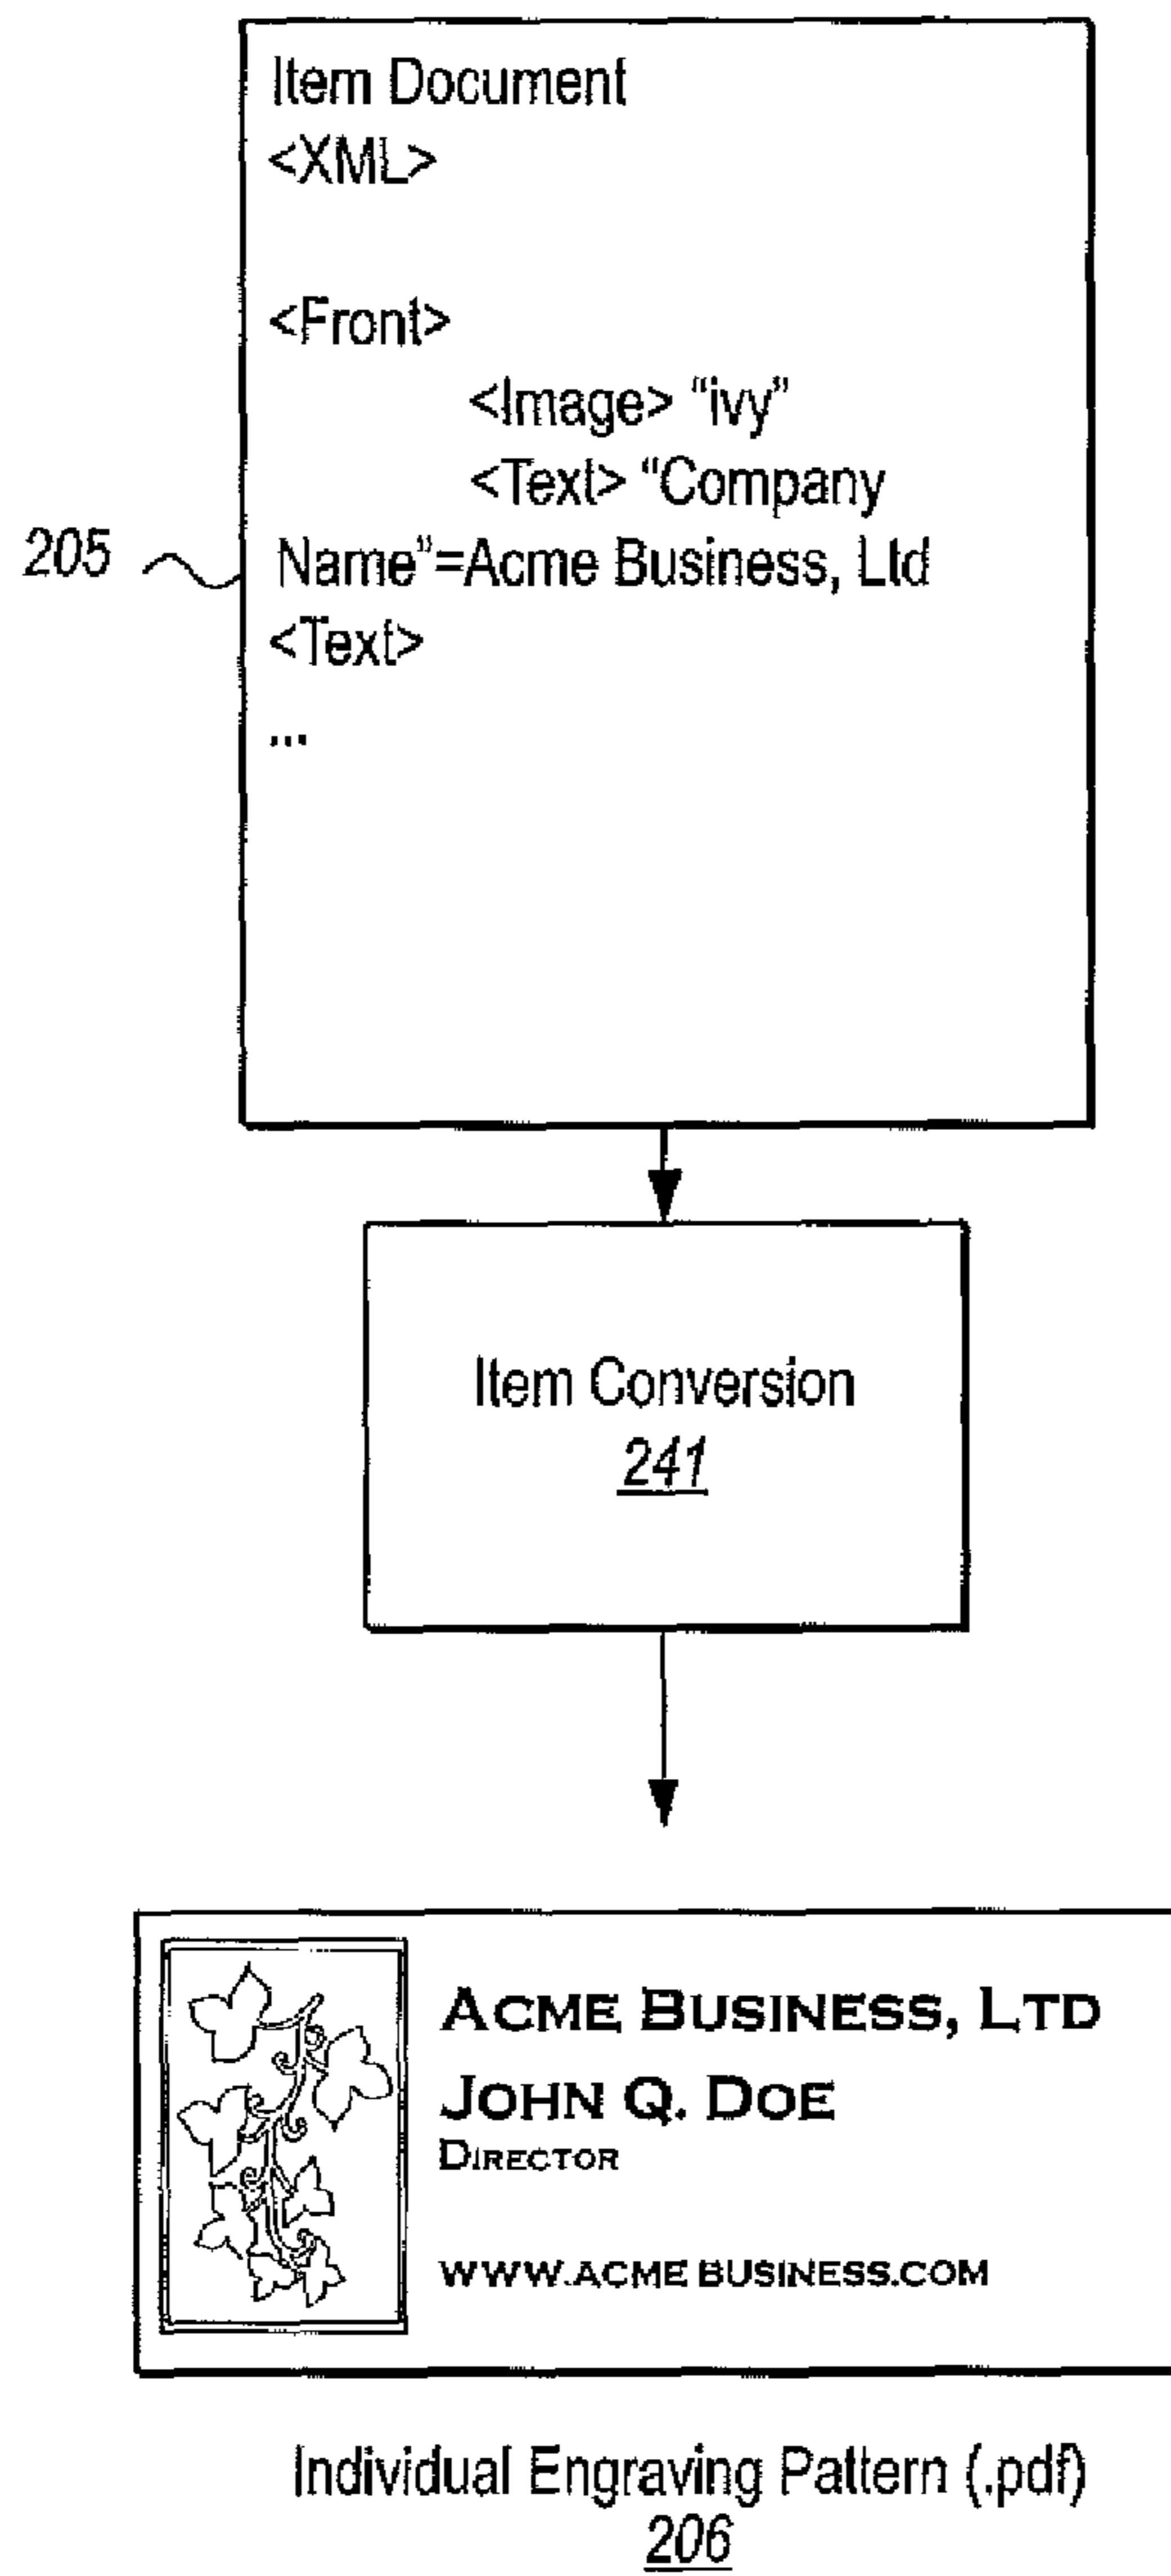 Item Document
<XML>
<Front>
<Image> “ivy”
<Text> “Company
Name”=Acme Business, Ltd
<Text>
...
205
Item Conversion
241
ACME BUSINESS, LTD
JOHN Q. DOE
DIRECTOR
WWW.ACME BUSINESS.COM
Individual Engraving Pattern (.pdf)
206